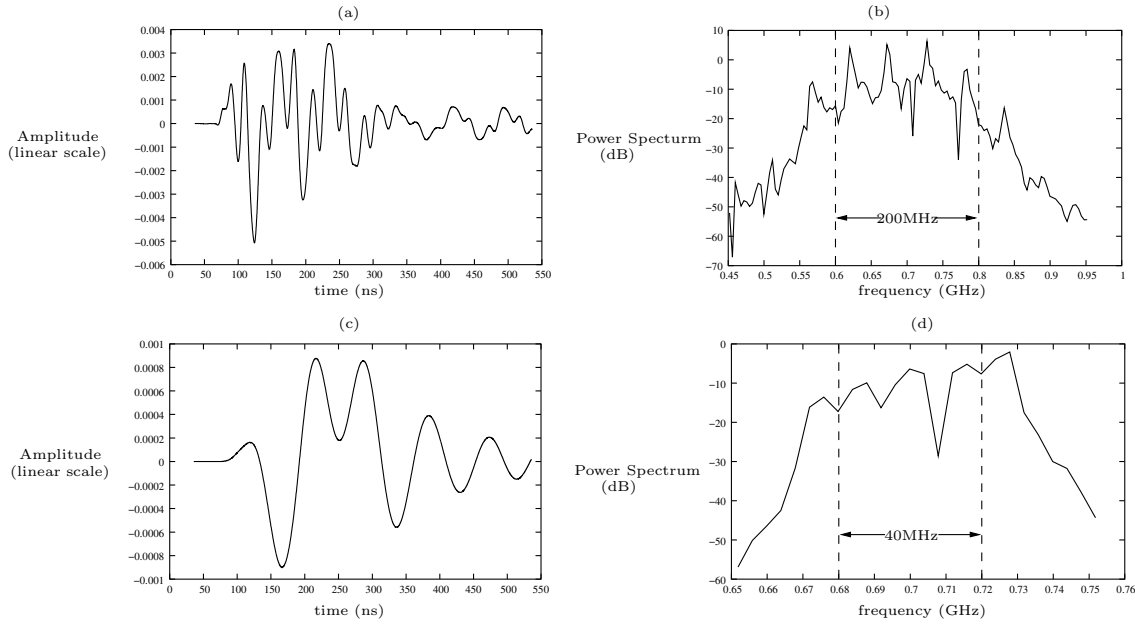 (a)
0.004
0.003
0.002
0.001
0
−0.001
−0.002
−0.003
−0.004
−0.005
−0.006
Amplitude
(linear scale)
0 50 100 150 200 250 300 350 400 450 500 550
time (ns)
(b)
10
0
−10
−20
−30
−40
−50
−60
−70
Power Specturm
(dB)
200MHz
0.45 0.5 0.55 0.6 0.65 0.7 0.75 0.8 0.85 0.9 0.95 1
frequency (GHz)
(c)
0.001
0.0008
0.0006
0.0004
0.0002
0
−0.0002
−0.0004
−0.0006
−0.0008
−0.001
Amplitude
(linear scale)
0 50 100 150 200 250 300 350 400 450 500 550
time (ns)
(d)
0
−10
−20
−30
−40
−50
−60
Power Spectrum
(dB)
40MHz
0.65 0.66 0.67 0.68 0.69 0.7 0.71 0.72 0.73 0.74 0.75 0.76
frequency (GHz)